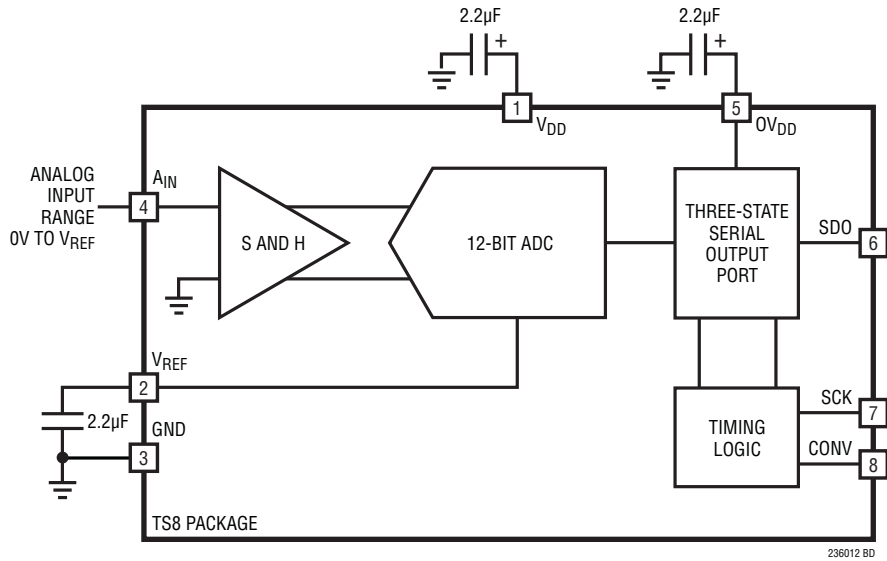 2.2µF
+
2.2µF
+
1
VDD
5
OVDD
ANALOG
INPUT
RANGE
0V TO VREF
AIN
4
S AND H
12-BIT ADC
THREE-STATE
SERIAL
OUTPUT
PORT
SDO
6
VREF
2
2.2µF
GND
3
TIMING
LOGIC
SCK
7
CONV
8
TS8 PACKAGE
236012 BD